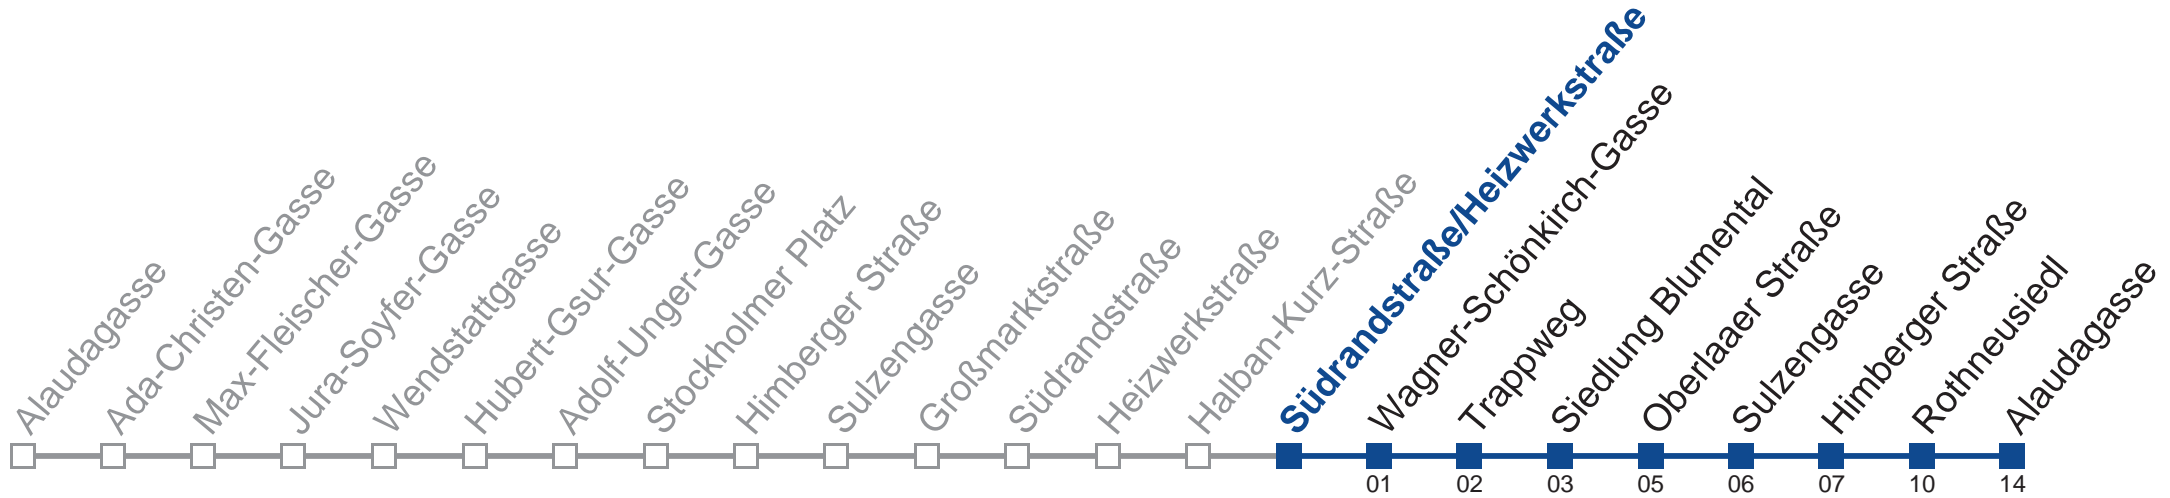 Alaudagasse
Ada-Christen-Gasse
Max-Fleischer-Gasse
Jura-Soyfer-Gasse
Wendstattgasse
Hubert-Gsur-Gasse
Adolf-Unger-Gasse
Stockholmer Platz
Himberger Straße
Sulzengasse
Großmarktstraße
Südrandstraße
Heizwerkstraße
Halban-Kurz-Straße
Südrandstraße/Heizwerkstraße
Wagner-Schönkirch-Gasse
Trappweg
Siedlung Blumental
Oberlaaer Straße
Sulzengasse
Himberger Straße
Rothneusiedl
Alaudagasse
01 02 03 05 06 07 10 14